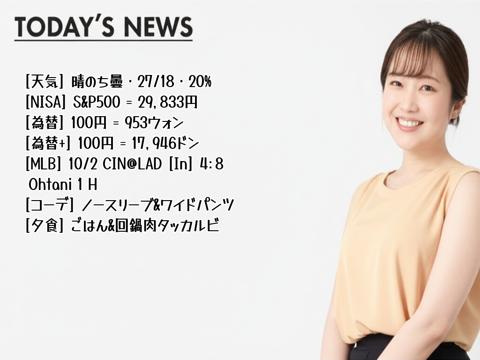 TODAY'S NEWS
[天気] 晴のち曇・27/18・20%
[NISA] S&P500 = 29,833円
[為替] 100円 = 953ウォン
[為替+] 100円 = 17,946ドン
[MLB] 10/2 CIN@LAD [In] 4:8
Ohtani 1 H
[コーデ] ノースリーブ&ワイドパンツ
[夕食] ごはん&回鍋肉タッカルビ